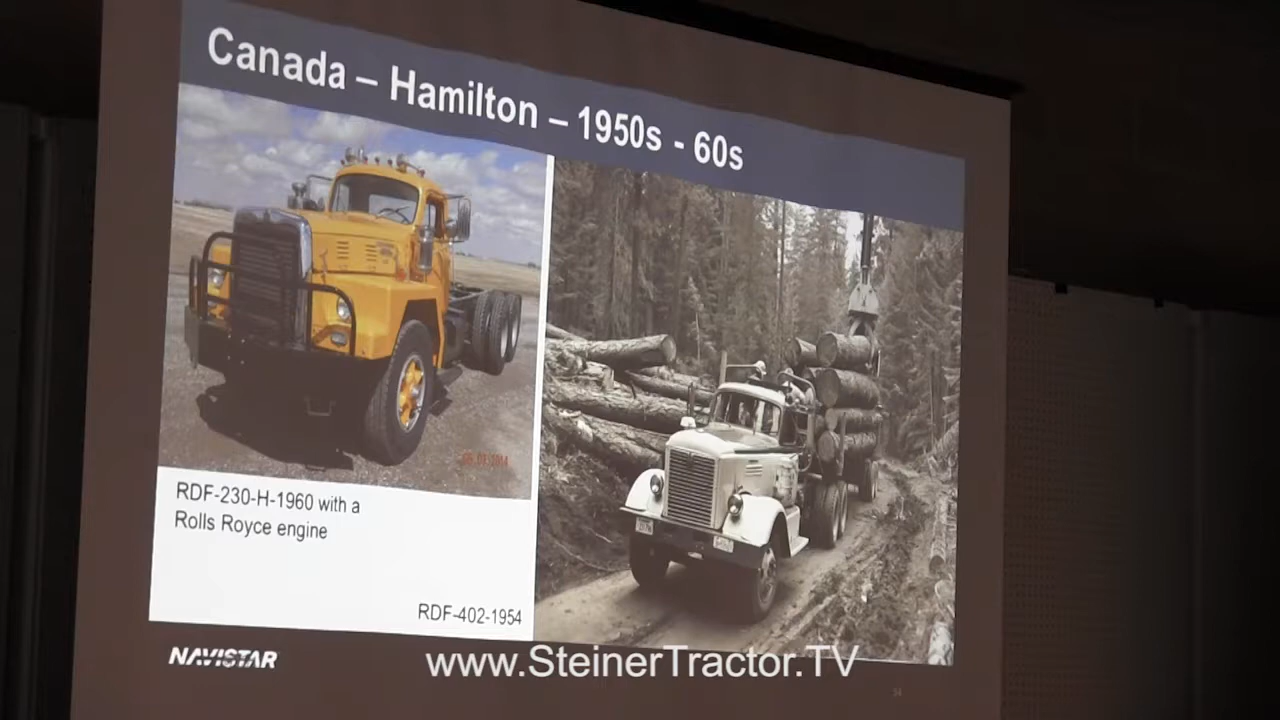 Canada – Hamilton – 1950s - 60s
RDF-230-H-1960 with a
Rolls Royce engine
RDF-402-1954
NAVISTAR
www.SteinerTractor.TV